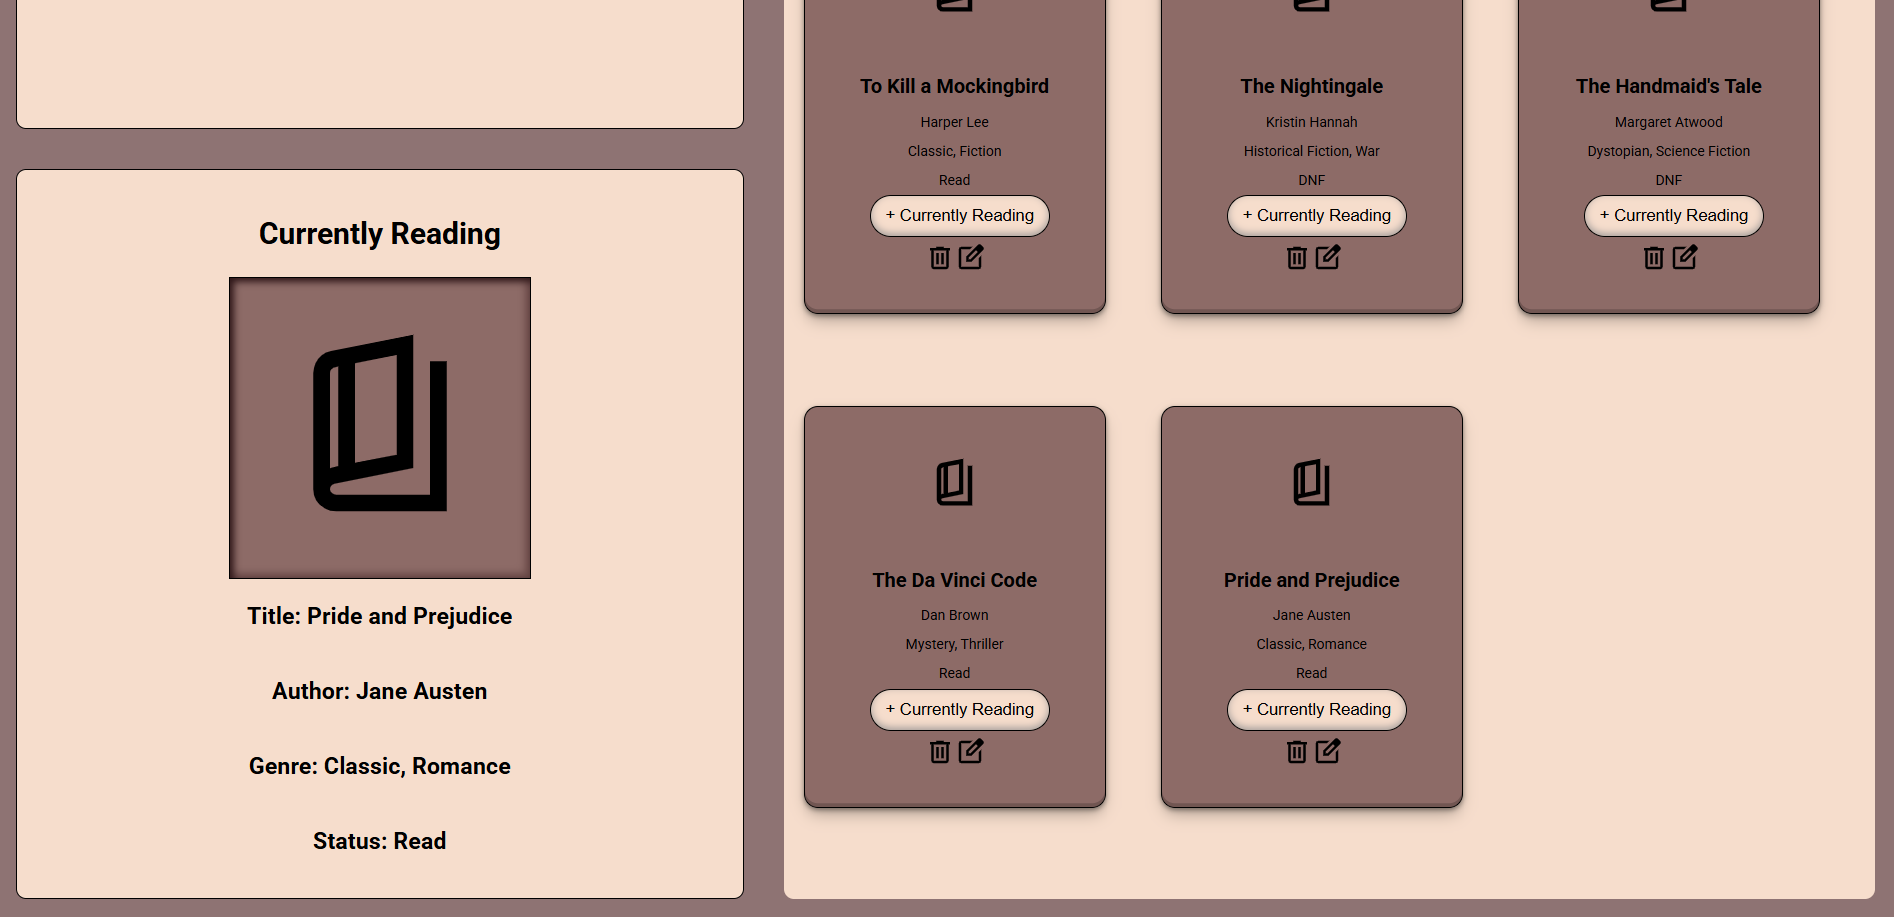 Currently Reading
Title: Pride and Prejudice
Author: Jane Austen
Genre: Classic, Romance
Status: Read
To Kill a Mockingbird
Harper Lee
Classic, Fiction
Read
+ Currently Reading
The Nightingale
Kristin Hannah
Historical Fiction, War
DNF
+ Currently Reading
The Handmaid's Tale
Margaret Atwood
Dystopian, Science Fiction
DNF
+ Currently Reading
The Da Vinci Code
Dan Brown
Mystery, Thriller
Read
+ Currently Reading
Pride and Prejudice
Jane Austen
Classic, Romance
Read
+ Currently Reading